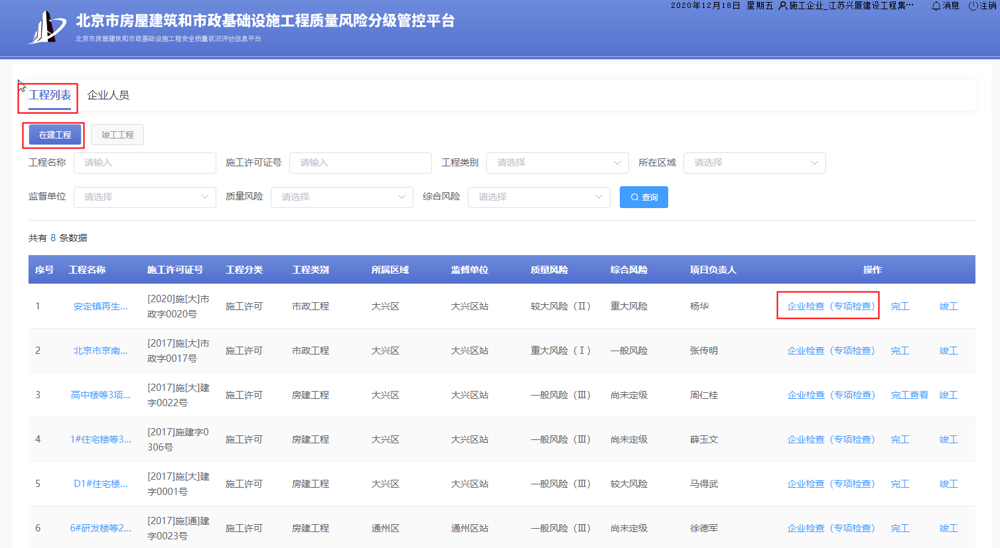 2020年12月18日 星期五 施工企业_江苏兴厦建设工程集… 消息 注销
北京市房屋建筑和市政基础设施工程质量风险分级管控平台
北京市房屋建筑和市政基础设施工程安全质量状况评估信息平台
工程列表 企业人员
在建工程 竣工工程
工程名称 请输入 施工许可证号 请输入 工程类别 请选择 所在区域 请选择
监督单位 请选择 质量风险 请选择 综合风险 请选择 查询
共有 8 条数据
序号 工程名称 施工许可证号 工程分类 工程类别 所属区域 监督单位 质量风险 综合风险 项目负责人 操作
1 安定镇再生... [2020]施[大]市政字0020号 施工许可 市政工程 大兴区 大兴区站 较大风险（Ⅱ） 重大风险 杨华 企业检查（专项检查） 完工 竣工
2 北京市京南... [2017]施[大]市政字0017号 施工许可 市政工程 大兴区 大兴区站 重大风险（Ⅰ） 一般风险 张传明 企业检查（专项检查） 完工 竣工
3 高中楼等3项... [2017]施[大]建字0022号 施工许可 房建工程 大兴区 大兴区站 一般风险（Ⅲ） 尚未定级 周仁桂 企业检查（专项检查） 完工查看 竣工
4 1#住宅楼等3... [2017]施建字0306号 施工许可 房建工程 大兴区 大兴区站 一般风险（Ⅲ） 尚未定级 薛玉文 企业检查（专项检查） 完工 竣工
5 D1#住宅楼... [2017]施[大]建字0001号 施工许可 房建工程 大兴区 大兴区站 一般风险（Ⅲ） 较大风险 马得武 企业检查（专项检查） 完工 竣工
6 6#研发楼等2... [2017]施[通]建字0023号 施工许可 房建工程 通州区 通州区站 一般风险（Ⅲ） 尚未定级 徐德军 企业检查（专项检查） 完工 竣工